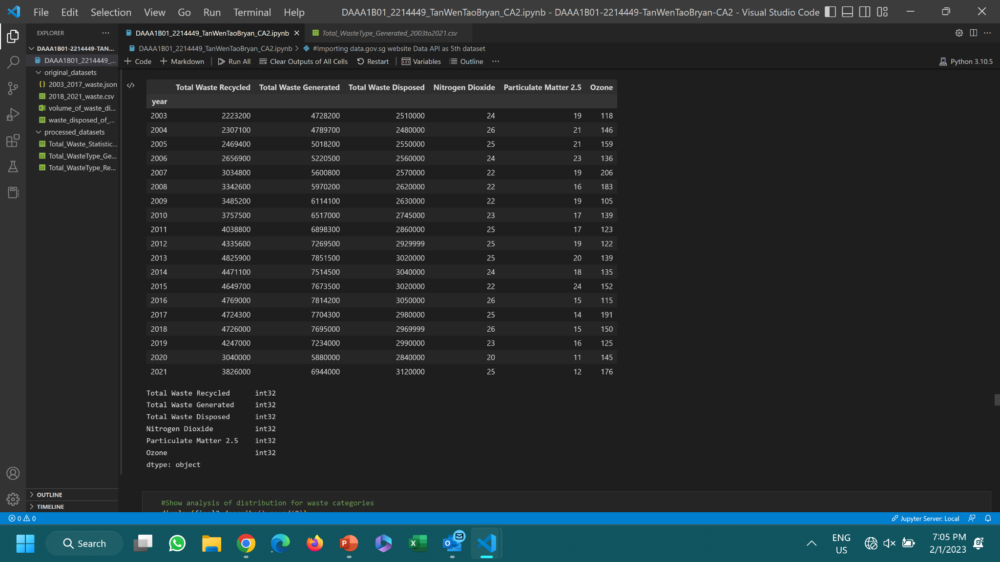 File Edit Selection View Go Run Terminal Help DAAA1B01_2214449_TanWenTaoBryan_CA2.ipynb - DAAA1B01-2214449-TanWenTaoBryan-CA2 - Visual Studio Code
EXPLORER
DAAA1B01-2214449-TAN...
DAAA1B01_2214449_...
original_datasets
2003_2017_waste.json
2018_2021_waste.csv
volume_of_waste_di...
waste_disposed_of_...
processed_datasets
Total_Waste_Statistic...
Total_WasteType_Ge...
Total_WasteType_Re...
OUTLINE
TIMELINE
DAAA1B01_2214449_TanWenTaoBryan_CA2.ipynb Total_WasteType_Generated_2003to2021.csv
DAAA1B01_2214449_TanWenTaoBryan_CA2.ipynb > #Importing data.gov.sg website Data API as 5th dataset
+ Code + Markdown Run All Clear Outputs of All Cells Restart Variables Outline ... Python 3.10.5
Total Waste Recycled Total Waste Generated Total Waste Disposed Nitrogen Dioxide Particulate Matter 2.5 Ozone
year
2003 2223200 4728200 2510000 24 19 118
2004 2307100 4789700 2480000 26 21 146
2005 2469400 5018200 2550000 25 21 159
2006 2656900 5220500 2560000 24 23 136
2007 3034800 5600800 2570000 22 19 206
2008 3342600 5970200 2620000 22 16 183
2009 3485200 6114100 2630000 22 19 105
2010 3757500 6517000 2745000 23 17 139
2011 4038800 6898300 2860000 25 17 123
2012 4335600 7269500 2929999 25 19 122
2013 4825900 7851500 3020000 25 20 139
2014 4471100 7514500 3040000 24 18 135
2015 4649700 7673500 3020000 22 24 152
2016 4769000 7814200 3050000 26 15 115
2017 4724300 7704300 2980000 25 14 191
2018 4726000 7695000 2969999 26 15 150
2019 4247000 7234000 2990000 23 16 125
2020 3040000 5880000 2840000 20 11 145
2021 3826000 6944000 3120000 25 12 176
Total Waste Recycled int32
Total Waste Generated int32
Total Waste Disposed int32
Nitrogen Dioxide int32
Particulate Matter 2.5 int32
Ozone int32
dtype: object
#Show analysis of distribution for waste categories
0 0 Jupyter Server: Local
Search ENG US 7:05 PM
2/1/2023